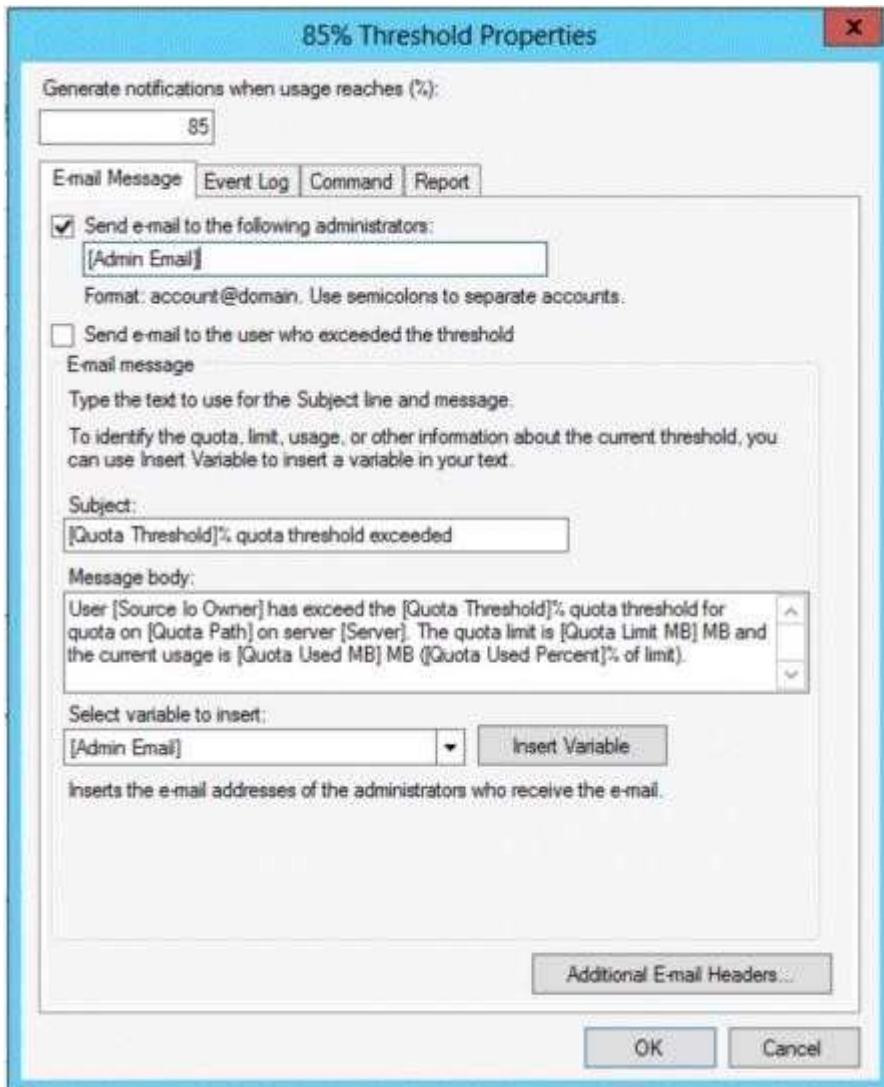 85% Threshold Properties
x
Generate notifications when usage reaches (%):
85
E-mail Message Event Log Command Report
Send e-mail to the following administrators:
[Admin Email]
Format: account@domain. Use semicolons to separate accounts.
Send e-mail to the user who exceeded the threshold
E-mail message
Type the text to use for the Subject line and message.
To identify the quota, limit, usage, or other information about the current threshold, you
can use Insert Variable to insert a variable in your text.
Subject:
[Quota Threshold]% quota threshold exceeded
Message body:
User [Source Io Owner] has exceed the [Quota Threshold]% quota threshold for
quota on [Quota Path] on server [Server]. The quota limit is [Quota Limit MB] MB and
the current usage is [Quota Used MB] MB ([Quota Used Percent]% of limit).
Select variable to insert:
[Admin Email] Insert Variable
Inserts the e-mail addresses of the administrators who receive the e-mail.
Additional E-mail Headers...
OK Cancel